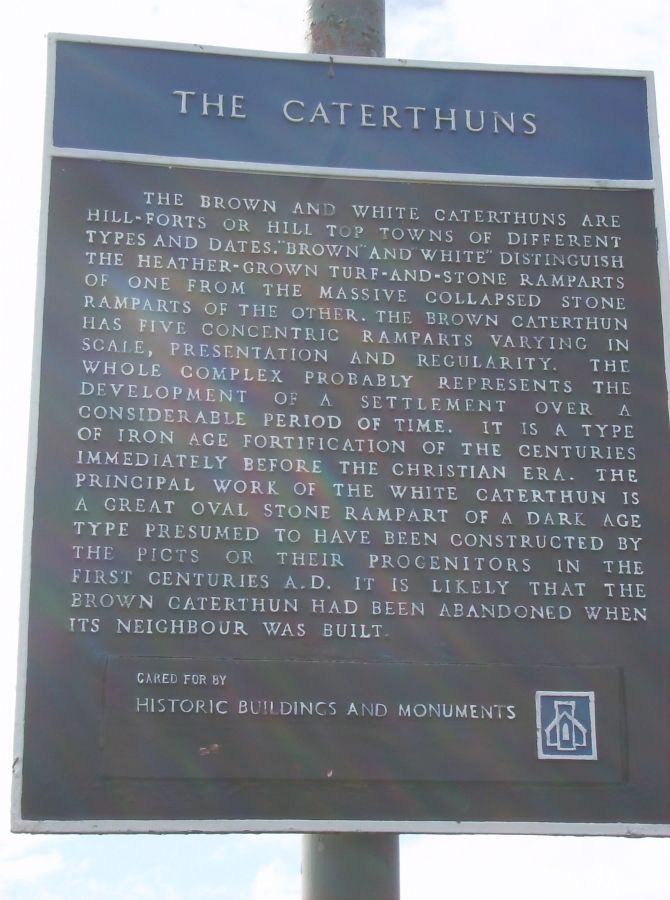 THE CATERTHUNS
THE BROWN AND WHITE CATERTHUNS ARE
HILL-FORTS OR HILL TOP TOWNS OF DIFFERENT
TYPES AND DATES. "BROWN" AND "WHITE" DISTINGUISH
THE HEATHER-GROWN TURF-AND-STONE RAMPARTS
OF ONE FROM THE MASSIVE COLLAPSED STONE
RAMPARTS OF THE OTHER. THE BROWN CATERTHUN
HAS FIVE CONCENTRIC RAMPARTS VARYING IN
SCALE, PRESENTATION AND REGULARITY. THE
WHOLE COMPLEX PROBABLY REPRESENTS THE
DEVELOPMENT OF A SETTLEMENT OVER A
CONSIDERABLE PERIOD OF TIME. IT IS A TYPE
OF IRON AGE FORTIFICATION OF THE CENTURIES
IMMEDIATELY BEFORE THE CHRISTIAN ERA. THE
PRINCIPAL WORK OF THE WHITE CATERTHUN IS
A GREAT OVAL STONE RAMPART OF A DARK AGE
TYPE PRESUMED TO HAVE BEEN CONSTRUCTED BY
THE PICTS OR THEIR PROGENITORS IN THE
FIRST CENTURIES A.D. IT IS LIKELY THAT THE
BROWN CATERTHUN HAD BEEN ABANDONED WHEN
ITS NEIGHBOUR WAS BUILT.
CARED FOR BY
HISTORIC BUILDINGS AND MONUMENTS